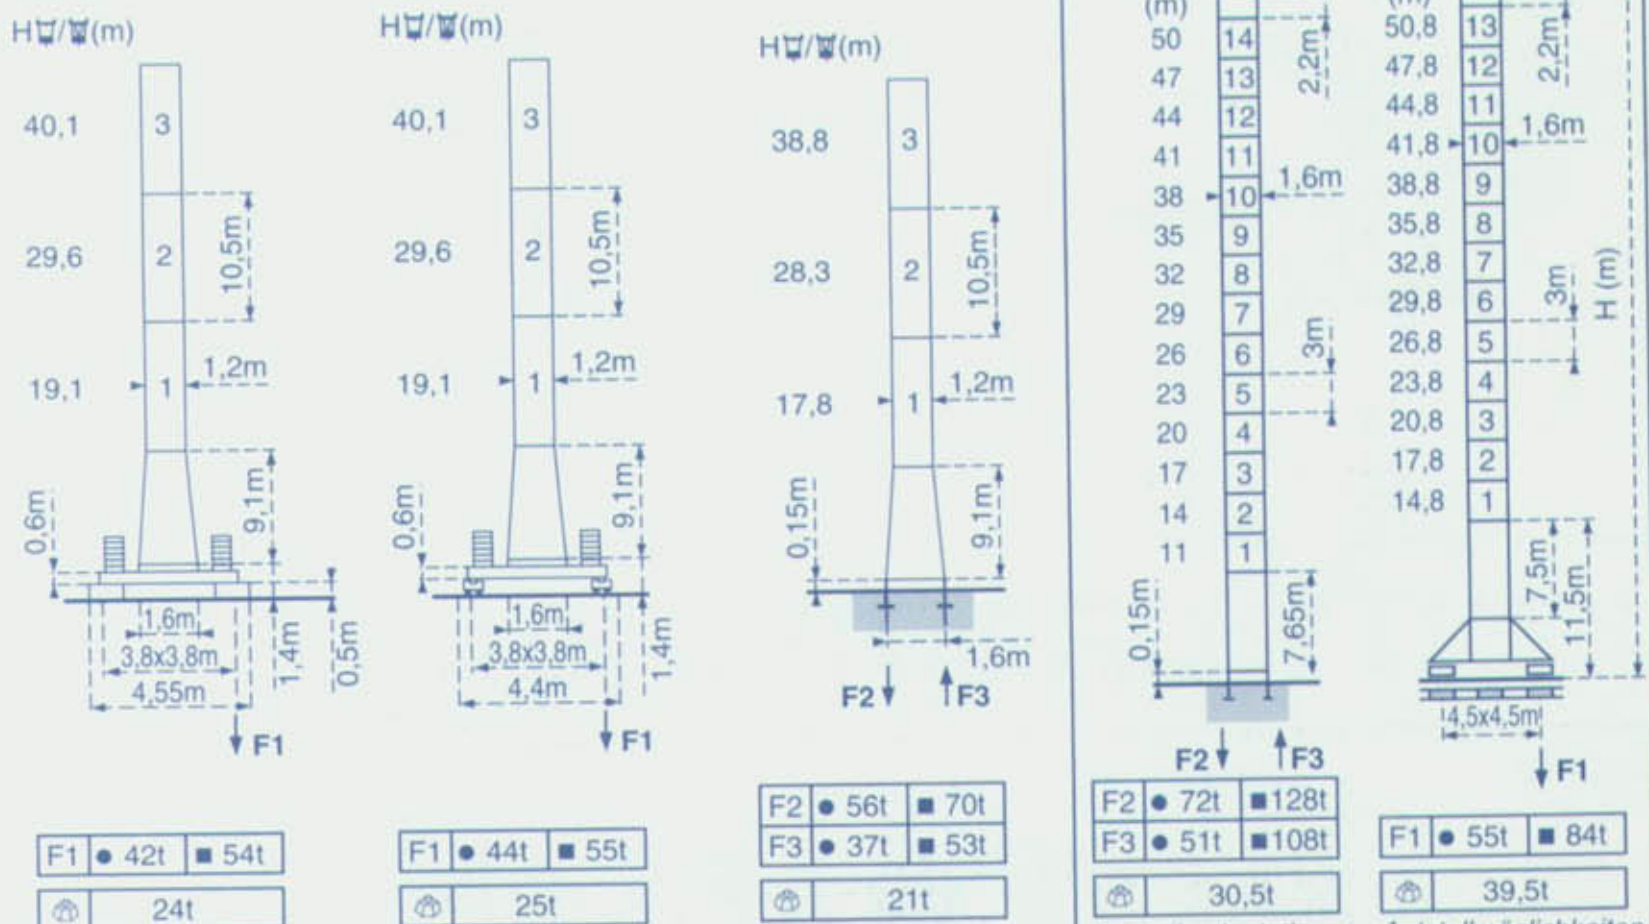 H / (m)
40,1 3
29,6 2 10,5m
19,1 1 1,2m
0,6m 9,1m
1,6m
3,8x3,8m
4,55m
1,4m 0,5m
F1
F1 ● 42t ■ 54t
24t
H / (m)
40,1 3
29,6 2 10,5m
19,1 1 1,2m
0,6m 9,1m
1,6m
3,8x3,8m
4,4m
1,4m
F1
F1 ● 44t ■ 55t
25t
H / (m)
38,8 3
28,3 2 10,5m
17,8 1 1,2m
0,15m 9,1m
1,6m
F2 F3
F2 ● 56t ■ 70t
F3 ● 37t ■ 53t
21t
(m)
50 14 2,2m
47 13
44 12
41 11
38 10 1,6m
35 9
32 8
29 7
26 6
23 5 3m
20 4
17 3
14 2
11 1
0,15m 7,65m
F2 F3
F2 ● 72t ■ 128t
F3 ● 51t ■ 108t
30,5t
(m)
50,8 13 2,2m
47,8 12
44,8 11
41,8 10 1,6m
38,8 9
35,8 8
32,8 7
29,8 6
26,8 5 3m
23,8 4
20,8 3
17,8 2
14,8 1
H (m)
7,5m 11,5m
4,5x4,5m
F1
F1 ● 55t ■ 84t
39,5t